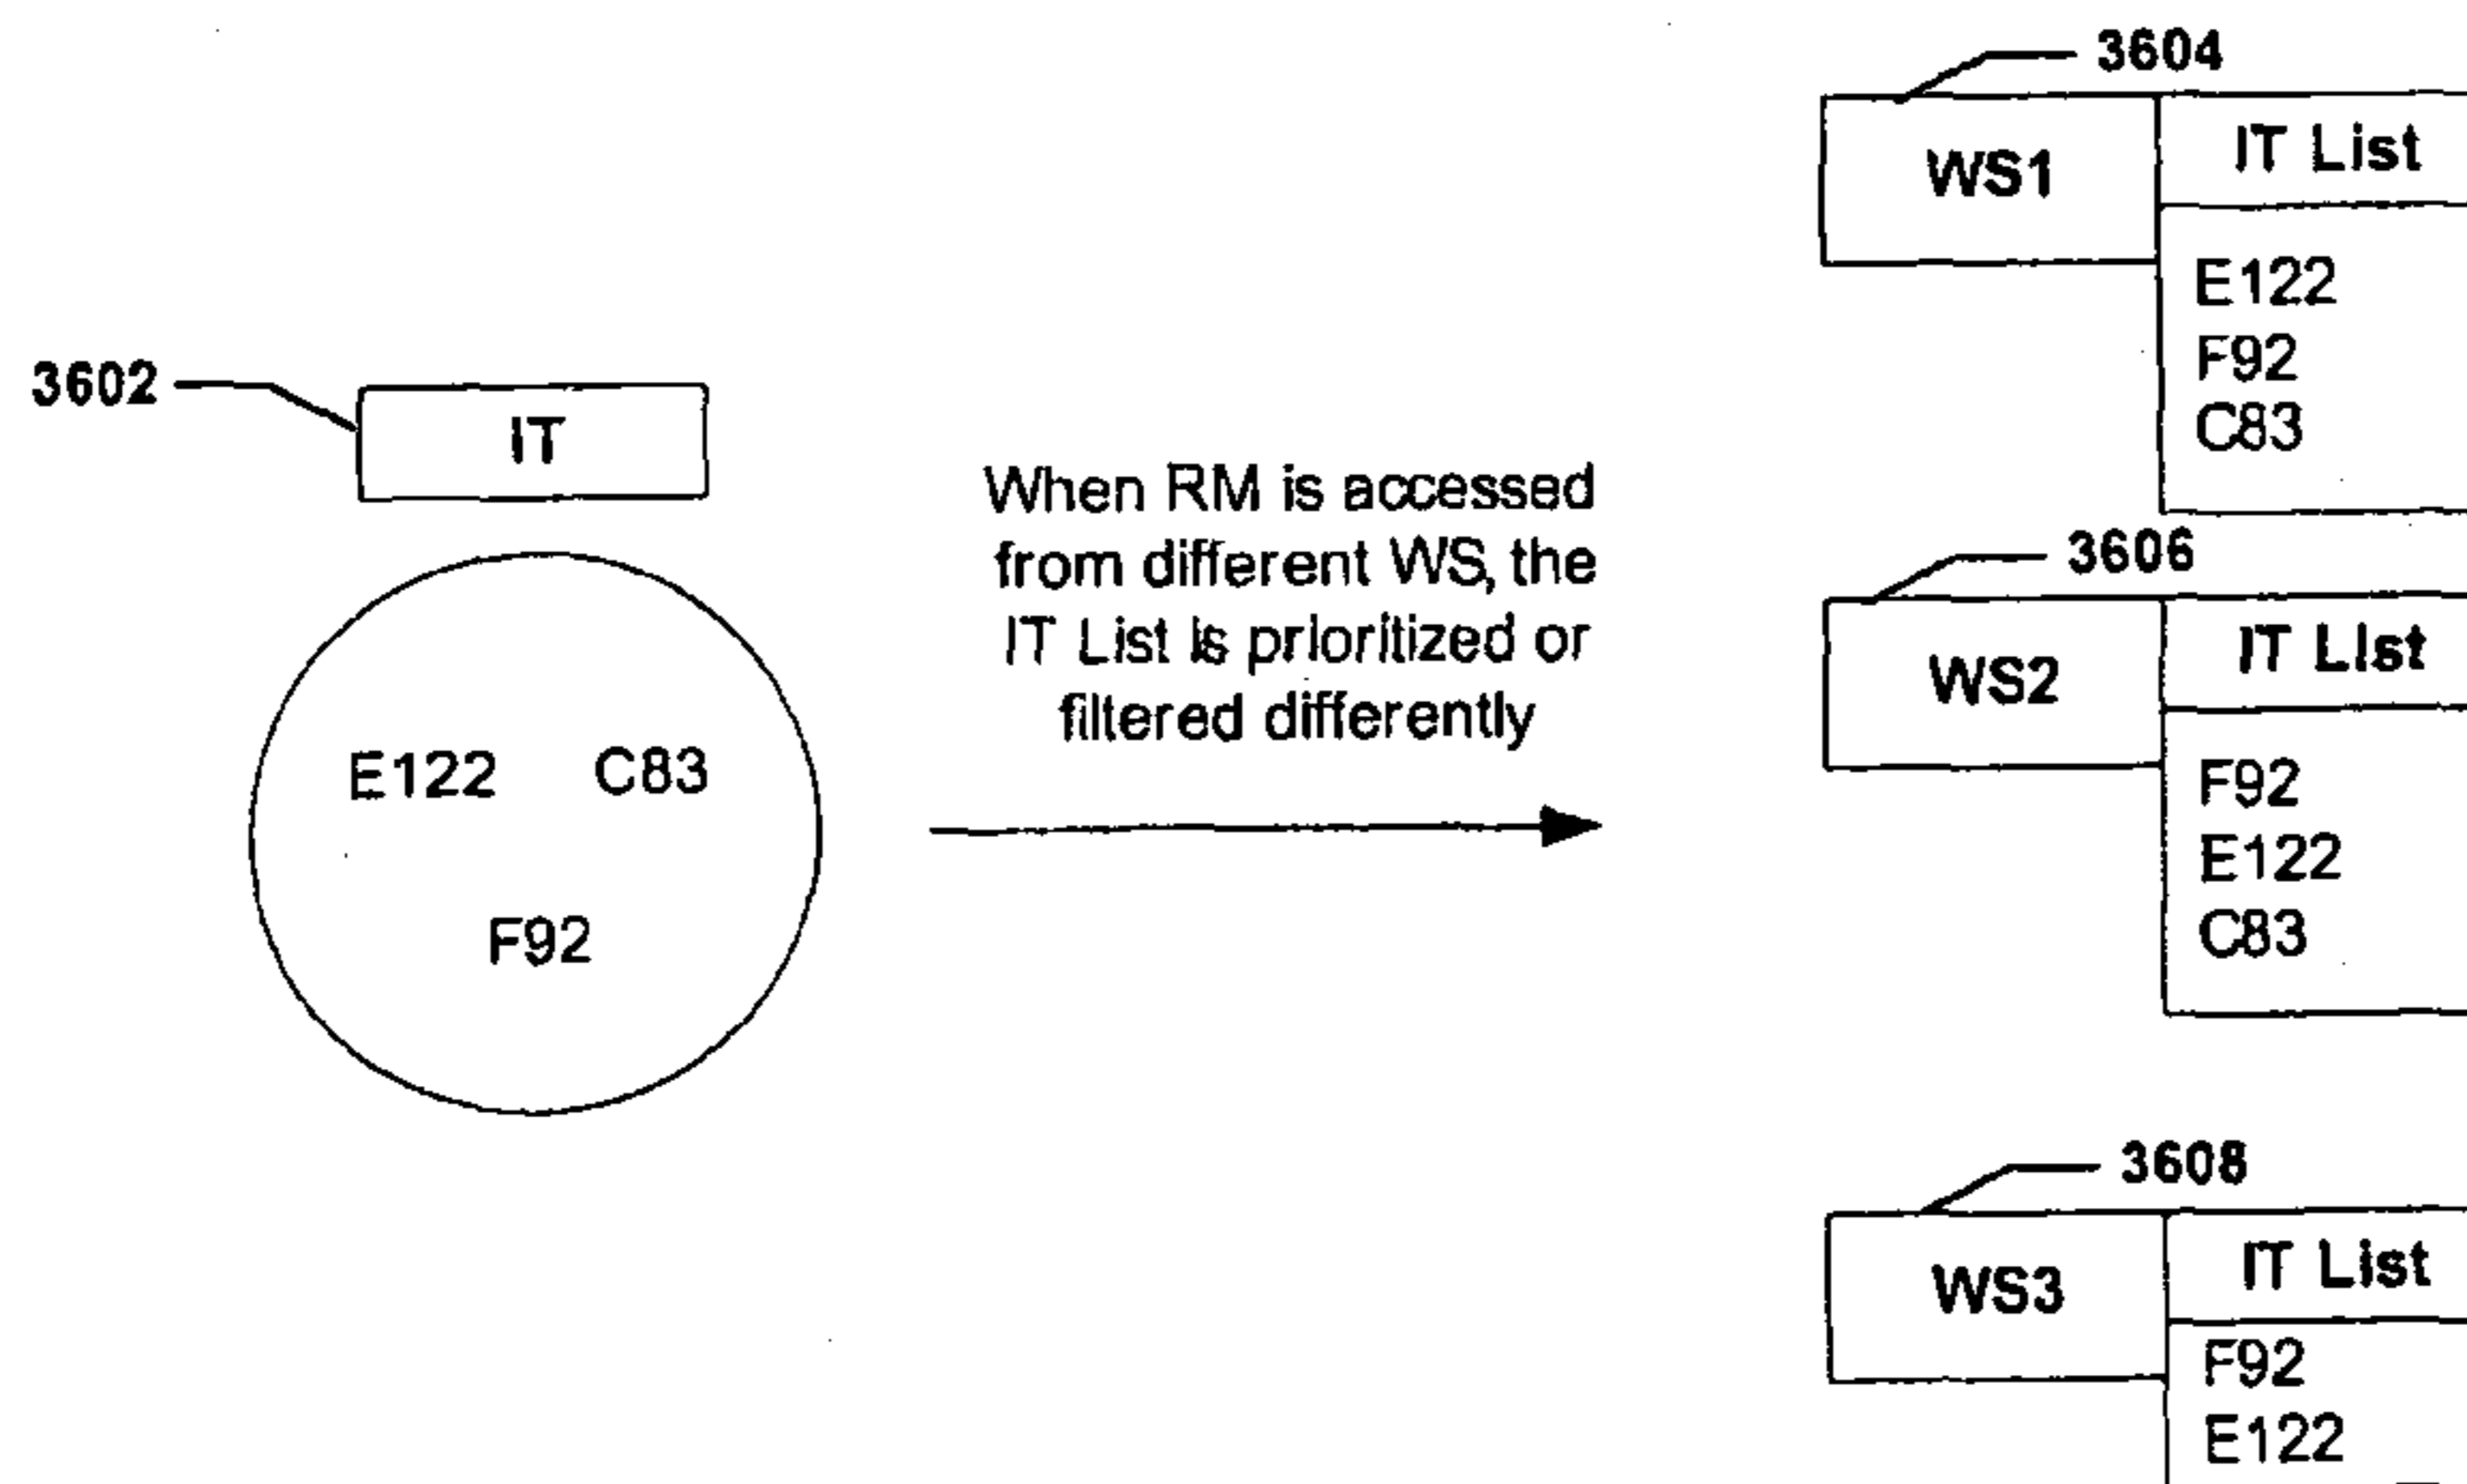 3602
IT
E122 C83
F92
When RM is accessed
from different WS, the
IT List is prioritized or
filtered differently
3604
WS1
IT List
E122
F92
C83
3606
WS2
IT List
F92
E122
C83
3608
WS3
IT List
F92
E122